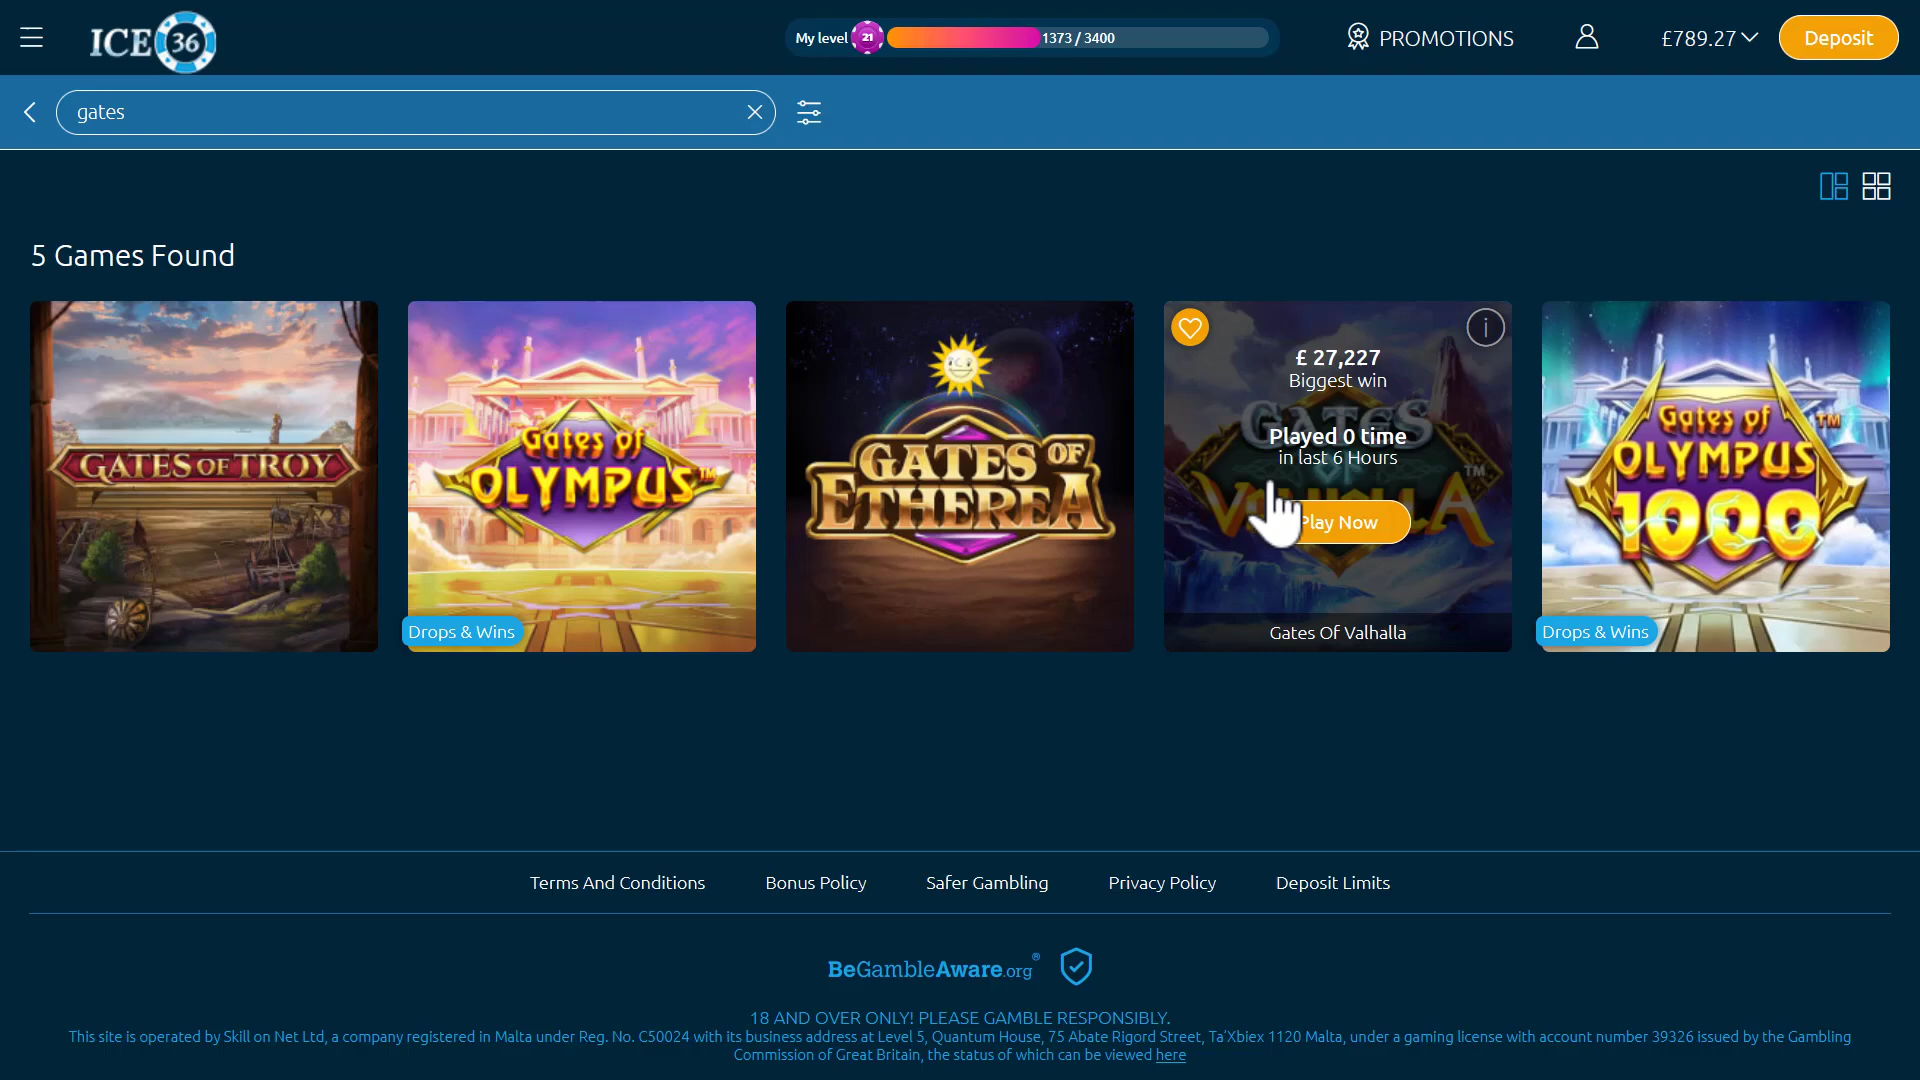 ICE 36
My level 21 1373 / 3400
PROMOTIONS
£789.27
Deposit
gates
5 Games Found
GATES OF TROY
Gates of
OLYMPUS™
Drops & Wins
GATES OF
ETHEREA
£ 27,227
Biggest win
GATES
Played 0 time
in last 6 Hours
VALHALLA™
Play Now
Gates Of Valhalla
Gates of
OLYMPUS™
1000
Drops & Wins
Terms And Conditions
Bonus Policy
Safer Gambling
Privacy Policy
Deposit Limits
BeGambleAware.org®
18 AND OVER ONLY! PLEASE GAMBLE RESPONSIBLY.
This site is operated by Skill on Net Ltd, a company registered in Malta under Reg. No. C50024 with its business address at Level 5, Quantum House, 75 Abate Rigord Street, Ta’Xbiex 1120 Malta, under a gaming license with account number 39326 issued by the Gambling
Commission of Great Britain, the status of which can be viewed here